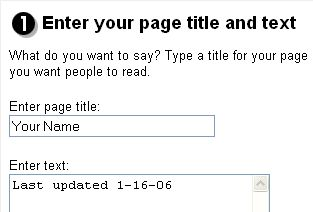 1 Enter your page title and text
What do you want to say? Type a title for your page
you want people to read.
Enter page title:
Your Name
Enter text:
Last updated 1-16-06